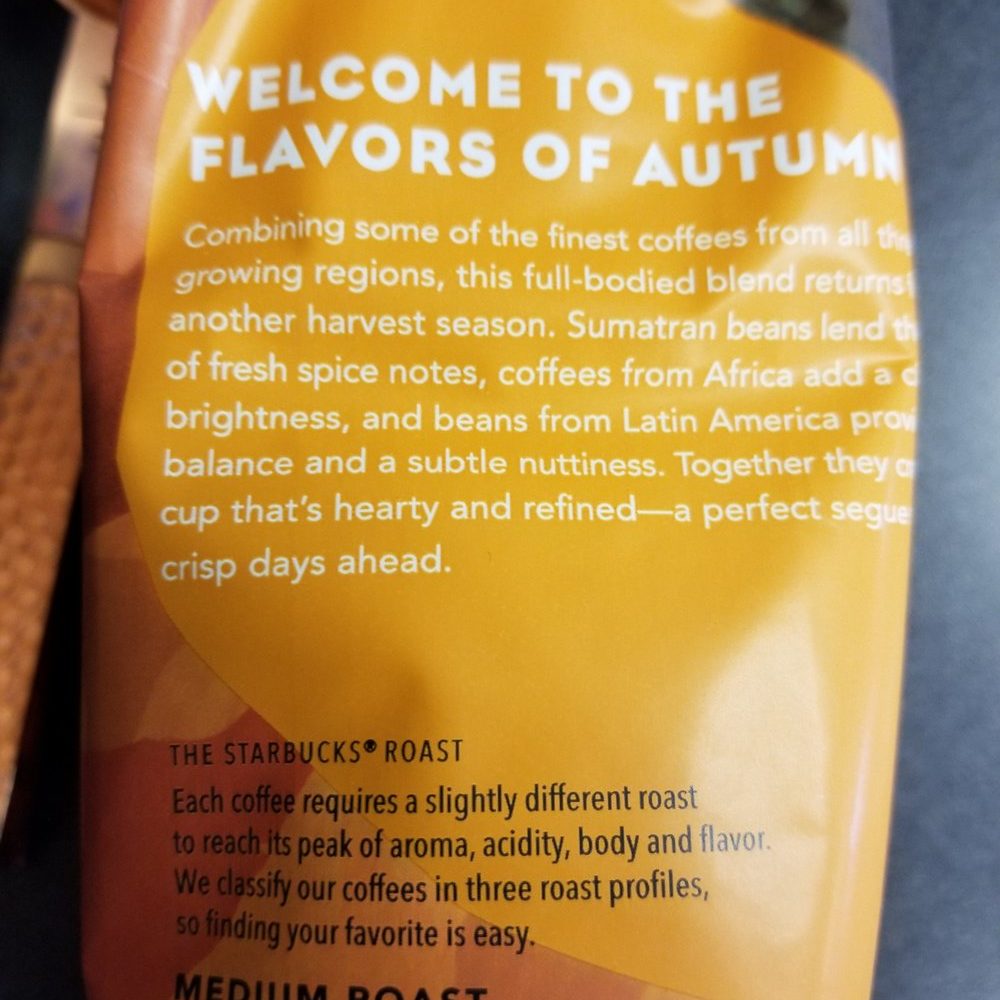 WELCOME TO THE
FLAVORS OF AUTUMN
Combining some of the finest coffees from all
growing regions, this full-bodied blend returns
another harvest season. Sumatran beans lend
of fresh spice notes, coffees from Africa add a
brightness, and beans from Latin America
balance and a subtle nuttiness. Together they
cup that's hearty and refined—a perfect
crisp days ahead.
THE STARBUCKS® ROAST
Each coffee requires a slightly different roast
to reach its peak of aroma, acidity, body and flavor.
We classify our coffees in three roast profiles,
so finding your favorite is easy.
MEDIUM ROAST